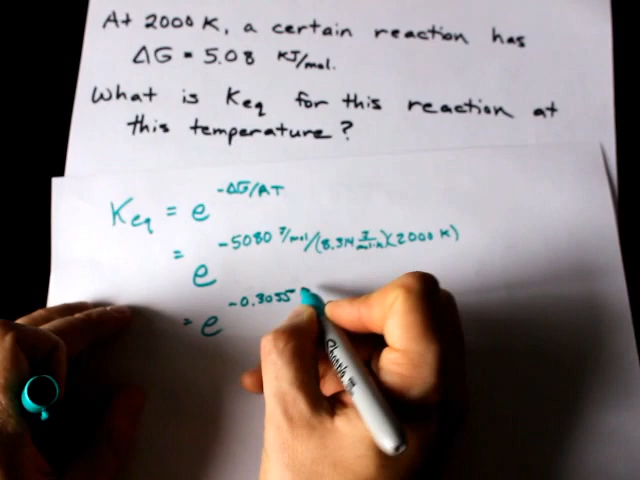 At 2000 K, a certain reaction has
ΔG = 5.08 KJ/mol.
What is Keq for this reaction at
this temperature?
Keq = e^-ΔG/RT
= e^-5080 J/mol/(8.314 J/mol·K)(2000 K)
= e^-0.3055
Sharpie